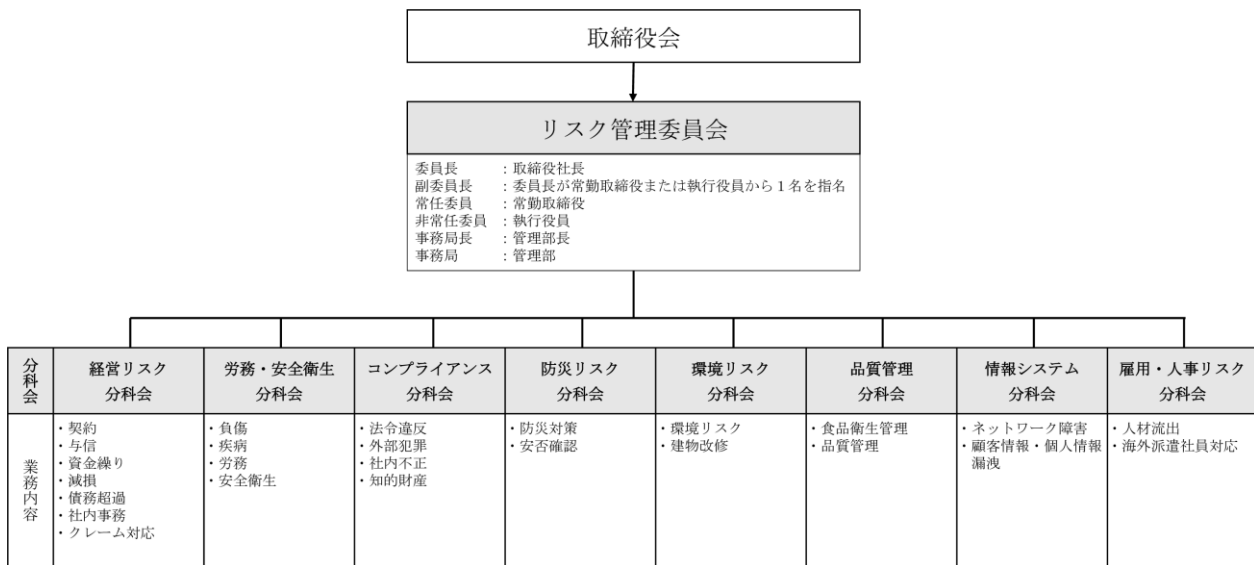 取締役会
リスク管理委員会
委員長 ：取締役社長
副委員長 ：委員長が常勤取締役または執行役員から１名を指名
常任委員 ：常勤取締役
非常任委員 ：執行役員
事務局長 ：管理部長
事務局 ：管理部
分科会
経営リスク
分科会
労務・安全衛生
分科会
コンプライアンス
分科会
防災リスク
分科会
環境リスク
分科会
品質管理
分科会
情報システム
分科会
雇用・人事リスク
分科会
業務内容
・契約
・与信
・資金繰り
・減損
・債務超過
・社内事務
・クレーム対応
・負傷
・疾病
・労務
・安全衛生
・法令違反
・外部犯罪
・社内不正
・知的財産
・防災対策
・安否確認
・環境リスク
・建物改修
・食品衛生管理
・品質管理
・ネットワーク障害
・顧客情報・個人情報
漏洩
・人材流出
・海外派遣社員対応